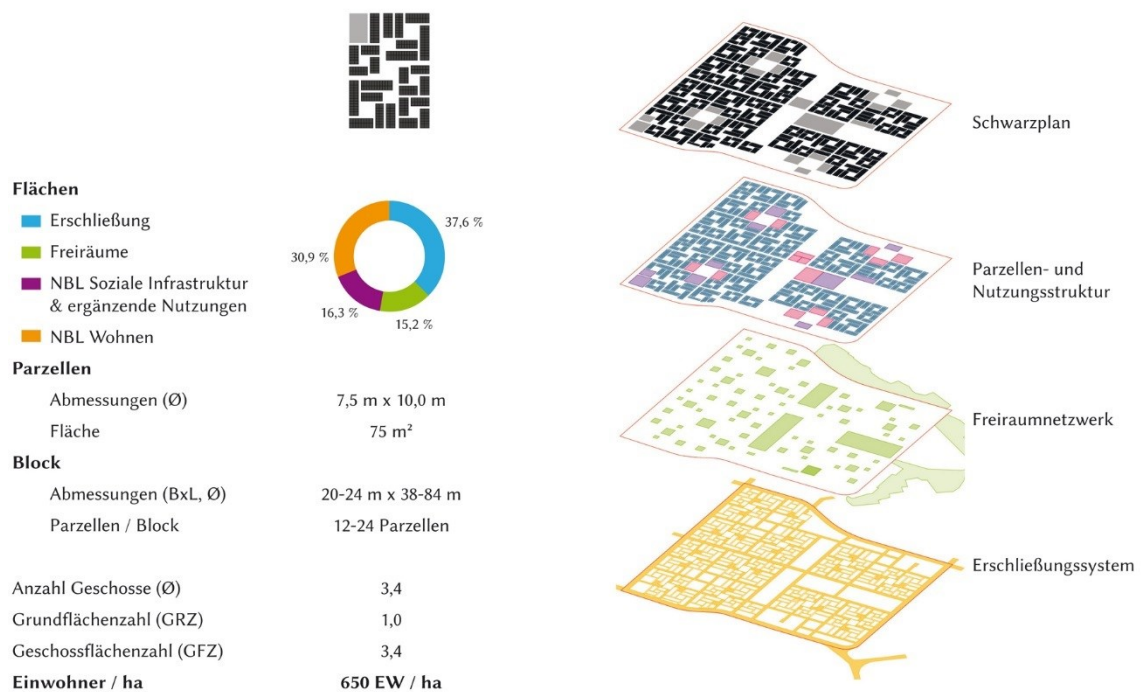 Flächen
Erschließung
Freiräume
NBL Soziale Infrastruktur
& ergänzende Nutzungen
NBL Wohnen
37,6 %
30,9 %
16,3 %
15,2 %
Parzellen
Abmessungen (Ø) 7,5 m x 10,0 m
Fläche 75 m²
Block
Abmessungen (BxL, Ø) 20-24 m x 38-84 m
Parzellen / Block 12-24 Parzellen
Anzahl Geschosse (Ø) 3,4
Grundflächenzahl (GRZ) 1,0
Geschossflächenzahl (GFZ) 3,4
Einwohner / ha 650 EW / ha
Schwarzplan
Parzellen- und
Nutzungsstruktur
Freiraumnetzwerk
Erschließungssystem